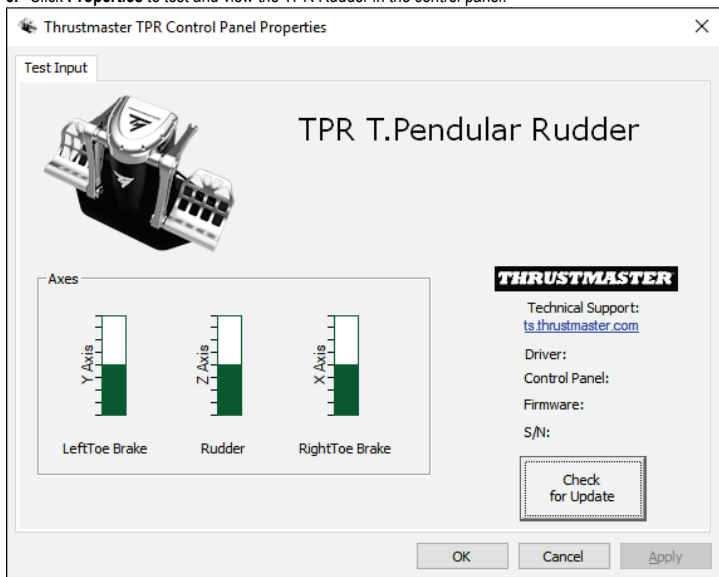 Click Properties to test and view the TPR Rudder in the control panel.
Thrustmaster TPR Control Panel Properties
Test Input
TPR T.Pendular Rudder
Axes
Y Axis
Z Axis
X Axis
LeftToe Brake
Rudder
RightToe Brake
THRUSTMASTER
Technical Support:
ts.thrustmaster.com
Driver:
Control Panel:
Firmware:
S/N:
Check
for Update
OK
Cancel
Apply